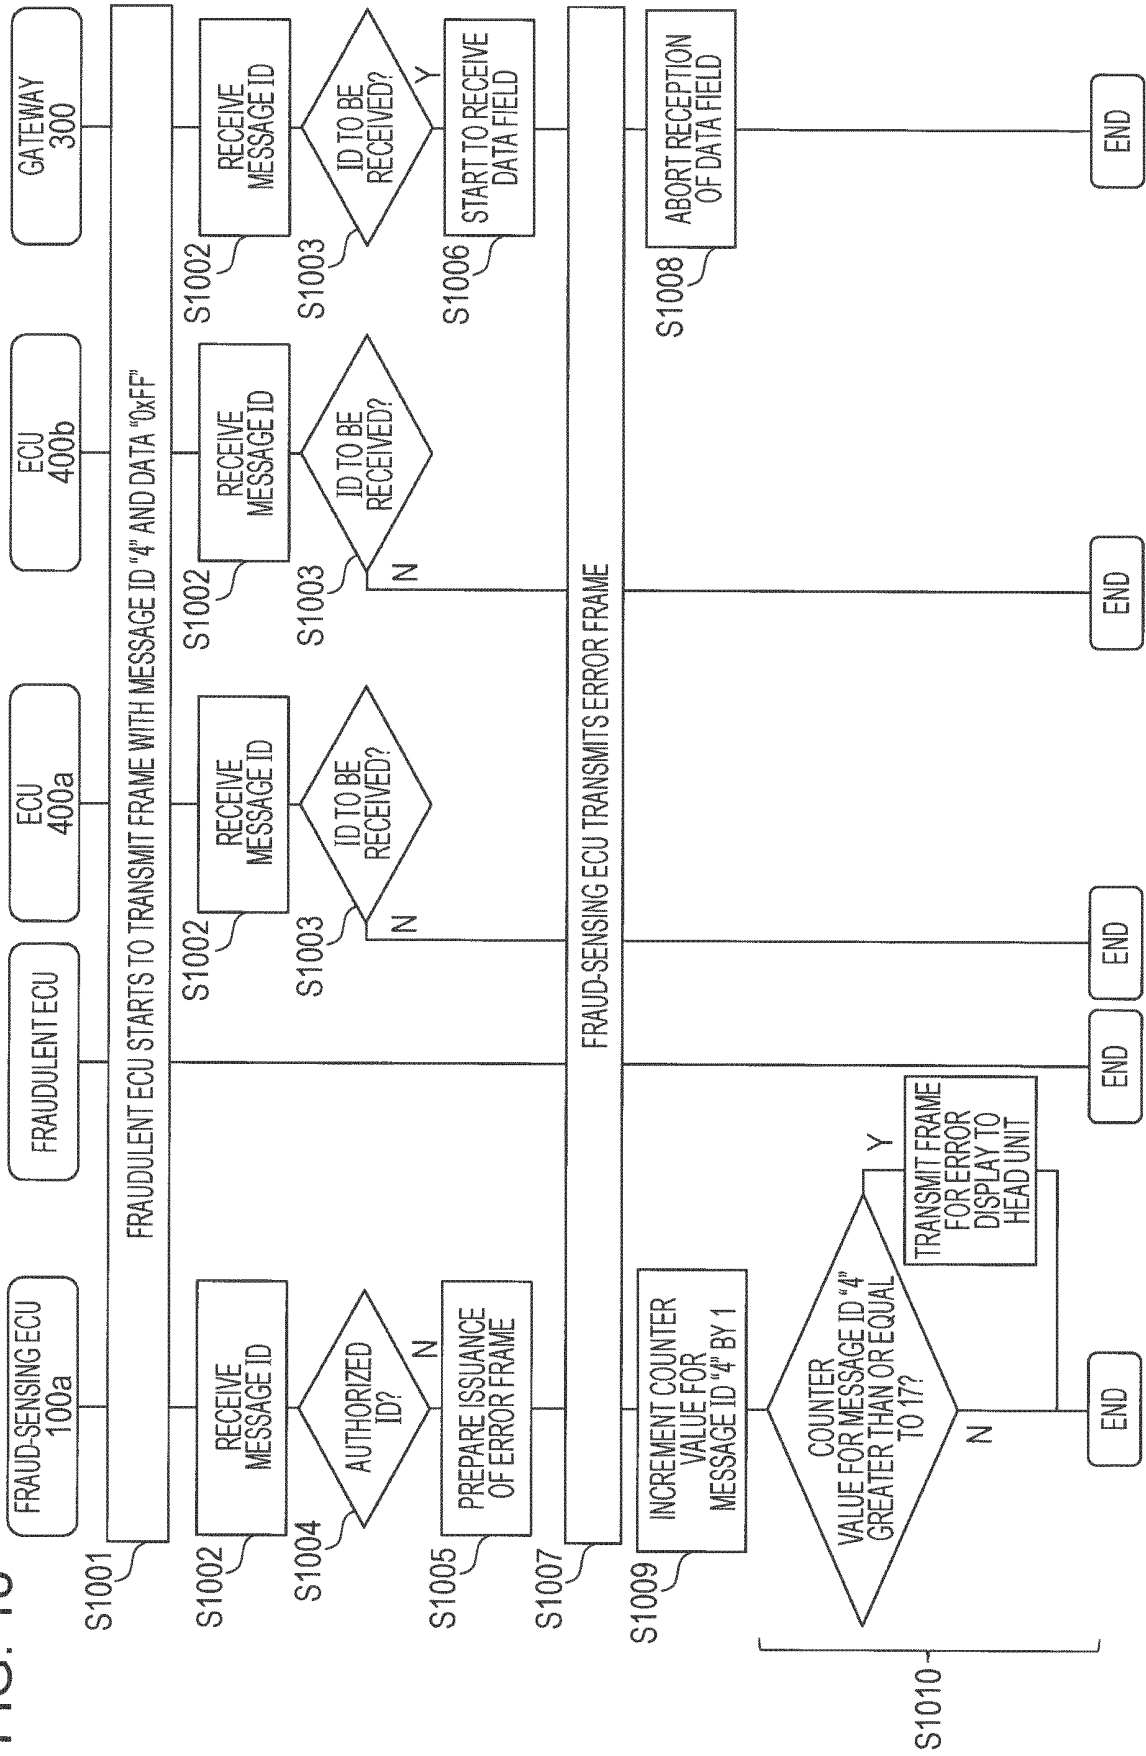 FIG.
FRAUD-SENSING ECU
100a
FRAUDULENT ECU
ECU
400a
ECU
400b
GATEWAY
300
S1001
FRAUDULENT ECU STARTS TO TRANSMIT FRAME WITH MESSAGE ID "4" AND DATA "0xFF"
S1002
RECEIVE
MESSAGE ID
S1002
RECEIVE
MESSAGE ID
S1002
RECEIVE
MESSAGE ID
S1002
RECEIVE
MESSAGE ID
S1004
AUTHORIZED
ID?
N
S1003
ID TO BE
RECEIVED?
N
S1003
ID TO BE
RECEIVED?
N
S1003
ID TO BE
RECEIVED?
Y
S1005
PREPARE ISSUANCE
OF ERROR FRAME
S1006
START TO RECEIVE
DATA FIELD
S1007
FRAUD-SENSING ECU TRANSMITS ERROR FRAME
S1009
INCREMENT COUNTER
VALUE FOR
MESSAGE ID "4" BY 1
S1008
ABORT RECEPTION
OF DATA FIELD
S1010
COUNTER
VALUE FOR MESSAGE ID "4"
GREATER THAN OR EQUAL
TO 17?
Y
N
TRANSMIT FRAME
FOR ERROR
DISPLAY TO
HEAD UNIT
END
END
END
END
END